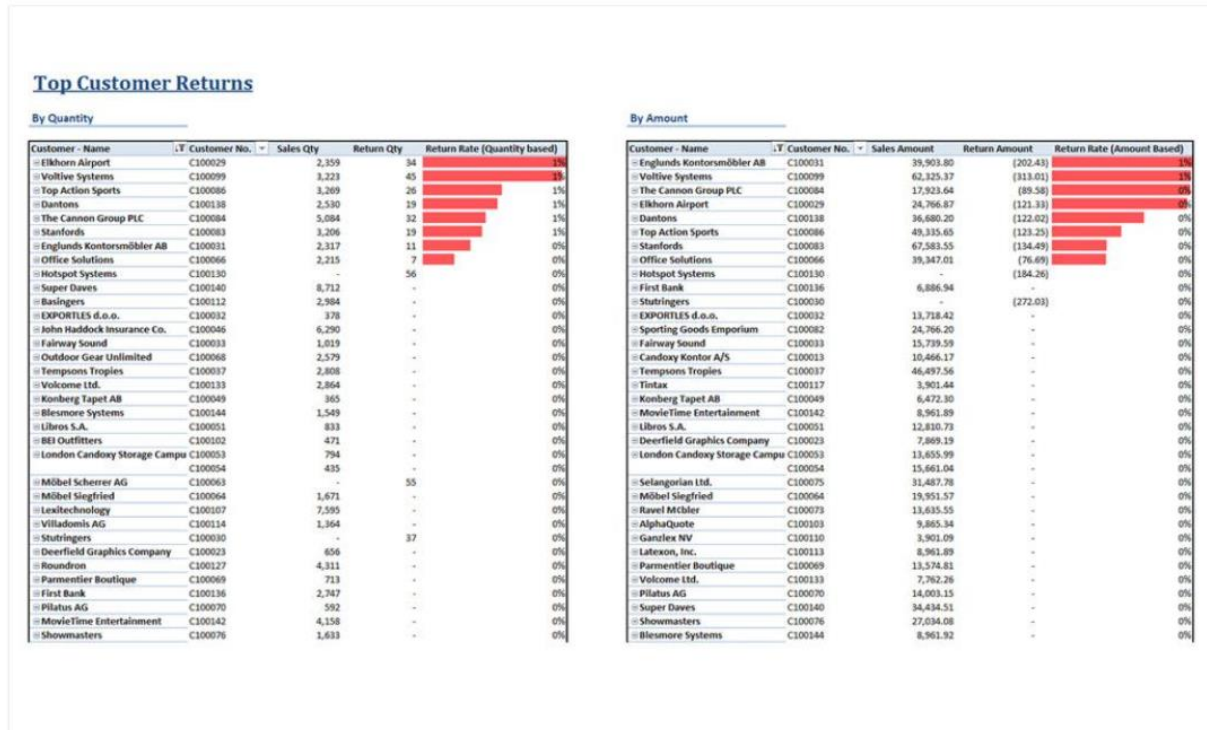 Top Customer Returns
By Quantity
Customer - Name Customer No. Sales Qty Return Qty Return Rate (Quantity based)
Elkhorn Airport C100029 2,359 34 1%
Voltive Systems C100099 3,223 45 1%
Top Action Sports C100086 3,269 26 1%
Dantons C100138 2,530 19 1%
The Cannon Group PLC C100084 5,084 32 1%
Stanfords C100083 3,206 19 1%
Englunds Kontorsmöbler AB C100031 2,317 11 0%
Office Solutions C100066 2,215 7 0%
Hotspot Systems C100130 - 56 0%
Super Daves C100140 8,712 - 0%
Basingers C100112 2,984 - 0%
EXPORTLES d.o.o. C100032 378 - 0%
John Haddock Insurance Co. C100046 6,290 - 0%
Fairway Sound C100033 1,019 - 0%
Outdoor Gear Unlimited C100068 2,579 - 0%
Tempsons Tropies C100037 2,808 - 0%
Volcome Ltd. C100133 2,864 - 0%
Konberg Tapet AB C100049 365 - 0%
Blesmore Systems C100144 1,549 - 0%
Libros S.A. C100051 833 - 0%
BEI Outfitters C100102 471 - 0%
London Candoxy Storage Campu C100053 794 - 0%
C100054 435 - 0%
Möbel Scherrer AG C100063 - 55 0%
Möbel Siegfried C100064 1,671 - 0%
Lexitechnology C100107 7,595 - 0%
Villadomis AG C100114 1,364 - 0%
Stutringers C100030 - 37 0%
Deerfield Graphics Company C100023 656 - 0%
Roundron C100127 4,311 - 0%
Parmentier Boutique C100069 713 - 0%
First Bank C100136 2,747 - 0%
Pilatus AG C100070 592 - 0%
MovieTime Entertainment C100142 4,158 - 0%
Showmasters C100076 1,633 - 0%
By Amount
Customer - Name Customer No. Sales Amount Return Amount Return Rate (Amount Based)
Englunds Kontorsmöbler AB C100031 39,903.80 (202.43) 1%
Voltive Systems C100099 62,325.37 (313.01) 1%
The Cannon Group PLC C100084 17,923.64 (89.58) 0%
Elkhorn Airport C100029 24,766.87 (121.33) 0%
Dantons C100138 36,680.20 (122.02) 0%
Top Action Sports C100086 49,335.65 (123.25) 0%
Stanfords C100083 67,583.55 (134.49) 0%
Office Solutions C100066 39,347.01 (76.69) 0%
Hotspot Systems C100130 - (184.26) 0%
First Bank C100136 6,886.94 - 0%
Stutringers C100030 - (272.03) 0%
EXPORTLES d.o.o. C100032 13,718.42 - 0%
Sporting Goods Emporium C100082 24,766.20 - 0%
Fairway Sound C100033 15,739.59 - 0%
Candoxy Kontor A/S C100013 10,466.17 - 0%
Tempsons Tropies C100037 46,497.56 - 0%
Tintax C100117 3,901.44 - 0%
Konberg Tapet AB C100049 6,472.30 - 0%
MovieTime Entertainment C100142 8,961.89 - 0%
Libros S.A. C100051 12,810.73 - 0%
Deerfield Graphics Company C100023 7,869.19 - 0%
London Candoxy Storage Campu C100053 13,655.99 - 0%
C100054 15,661.04 - 0%
Selangorian Ltd. C100075 31,487.78 - 0%
Möbel Siegfried C100064 19,951.57 - 0%
Ravel Möbler C100073 13,635.55 - 0%
AlphaQuote C100103 9,865.34 - 0%
Ganzlex NV C100110 3,901.09 - 0%
Latexon, Inc. C100113 8,961.89 - 0%
Parmentier Boutique C100069 13,574.81 - 0%
Volcome Ltd. C100133 7,762.26 - 0%
Pilatus AG C100070 14,003.15 - 0%
Super Daves C100140 34,434.51 - 0%
Showmasters C100076 27,034.08 - 0%
Blesmore Systems C100144 8,961.92 - 0%